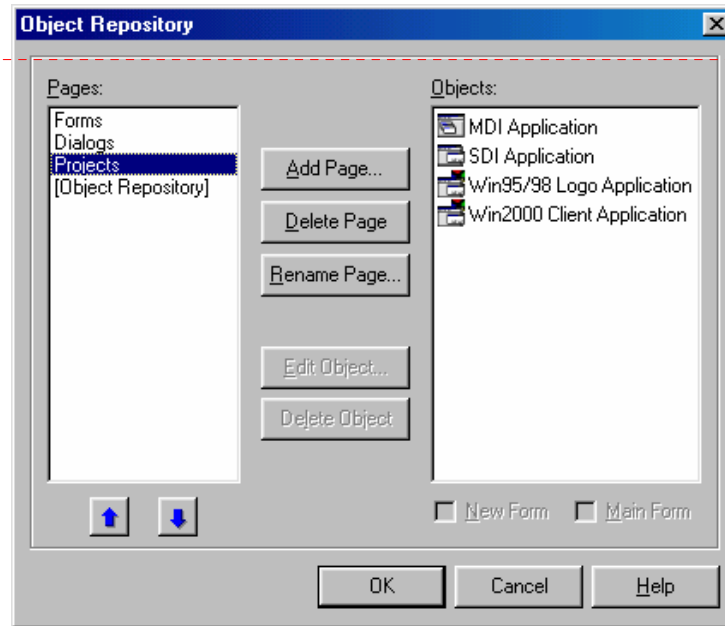 Object Repository
Pages:
Forms
Dialogs
Projects
[Object Repository]
Add Page...
Delete Page
Rename Page...
Edit Object...
Delete Object
Objects:
MDI Application
SDI Application
Win95/98 Logo Application
Win2000 Client Application
New Form
Main Form
OK
Cancel
Help